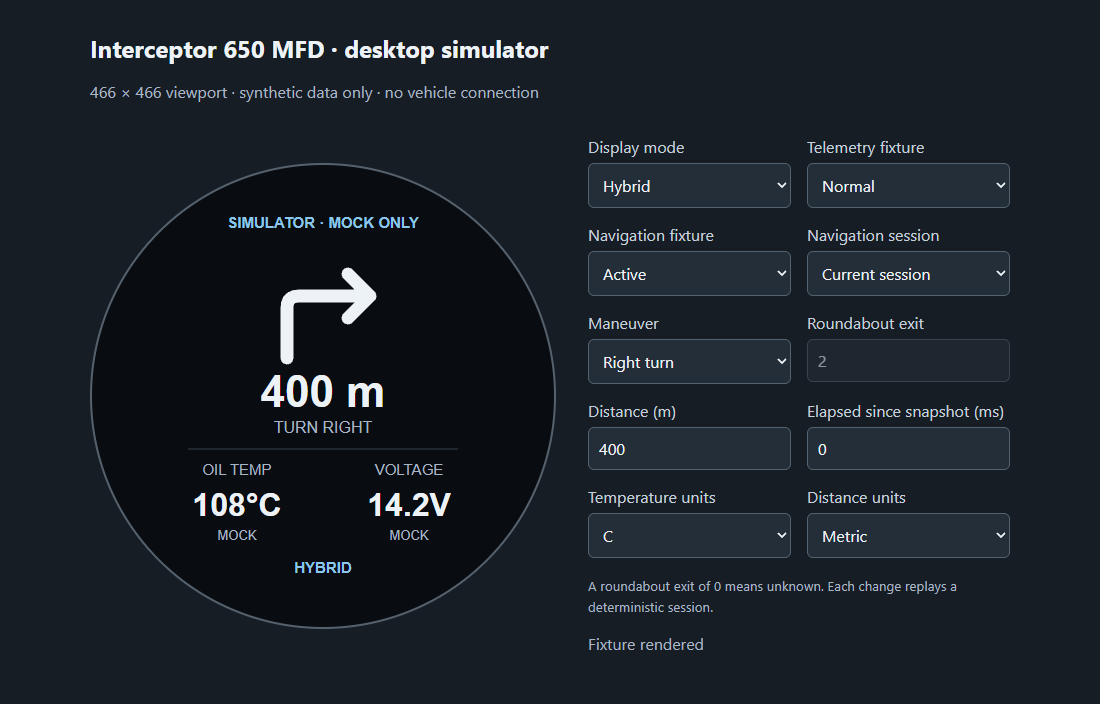 Interceptor 650 MFD · desktop simulator
466 × 466 viewport · synthetic data only · no vehicle connection
SIMULATOR · MOCK ONLY
400 m
TURN RIGHT
OIL TEMP VOLTAGE
108°C 14.2V
MOCK MOCK
HYBRID
Display mode Telemetry fixture
Hybrid Normal
Navigation fixture Navigation session
Active Current session
Maneuver Roundabout exit
Right turn 2
Distance (m) Elapsed since snapshot (ms)
400 0
Temperature units Distance units
C Metric
A roundabout exit of 0 means unknown. Each change replays a
deterministic session.
Fixture rendered